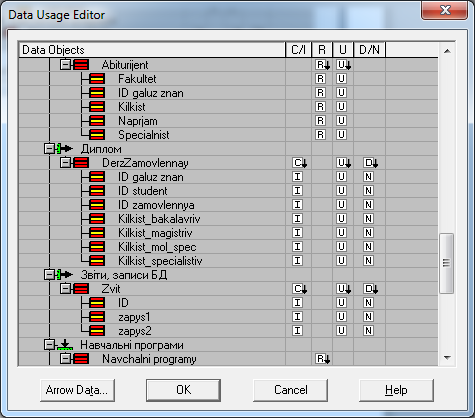 Data Usage Editor
Data Objects C/I R U D/N
Abiturijent R U
Fakultet R U
ID galuz znan R U
Kilkist R U
Naprjam R U
Specialnist R U
Диплом
DerzZamovlennay C U D
ID galuz znan I U N
ID student I U N
ID zamovlennya I U N
Kilkist_bakalavriv I U N
Kilkist_magistriv I U N
Kilkist_mol_spec I U N
Kilkist_specialistiv I U N
Звіти, записи БД
Zvit C U D
ID I U N
zapys1 I U N
zapys2 I U N
Навчальні програми
Navchalni programy R
Arrow Data... OK Cancel Help